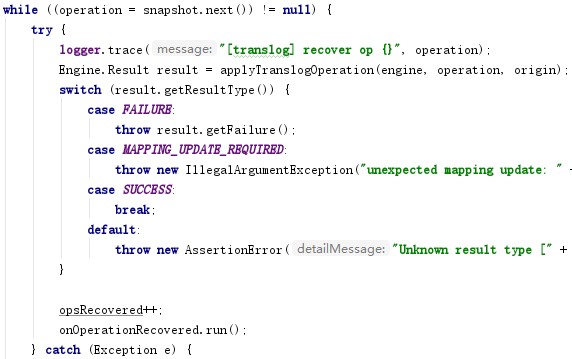 while ((operation = snapshot.next()) != null) {
    try {
        logger.trace( message: "[translog] recover op {}", operation);
        Engine.Result result = applyTranslogOperation(engine, operation, origin);
        switch (result.getResultType()) {
            case FAILURE:
                throw result.getFailure();
            case MAPPING_UPDATE_REQUIRED:
                throw new IllegalArgumentException("unexpected mapping update: " +
            case SUCCESS:
                break;
            default:
                throw new AssertionError( detailMessage: "Unknown result type [" +
        }

        opsRecovered++;
        onOperationRecovered.run();
    } catch (Exception e) {